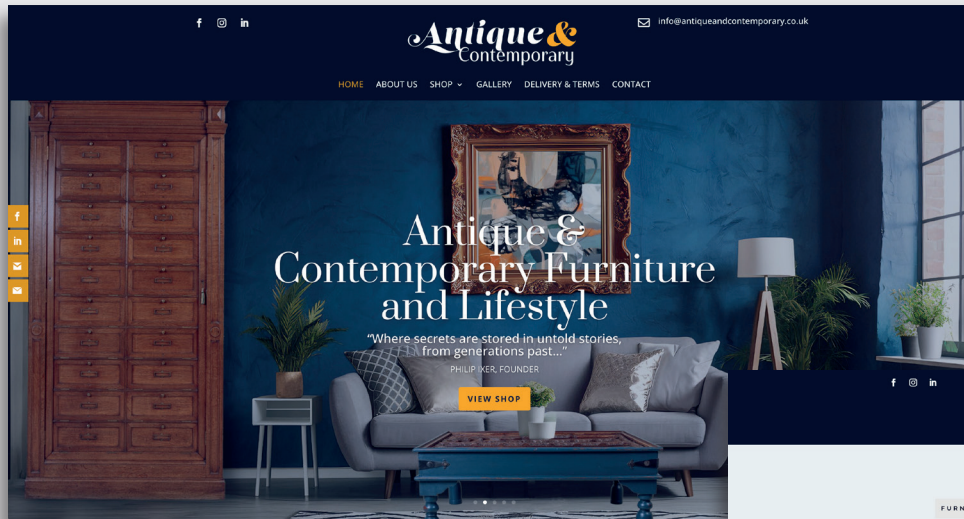 info@antiqueandcontemporary.co.uk
Antique &
Contemporary
HOME ABOUT US SHOP GALLERY DELIVERY & TERMS CONTACT
Antique &
Contemporary Furniture
and Lifestyle
“Where secrets are stored in untold stories,
from generations past...”
PHILIP IXER, FOUNDER
VIEW SHOP
FURN